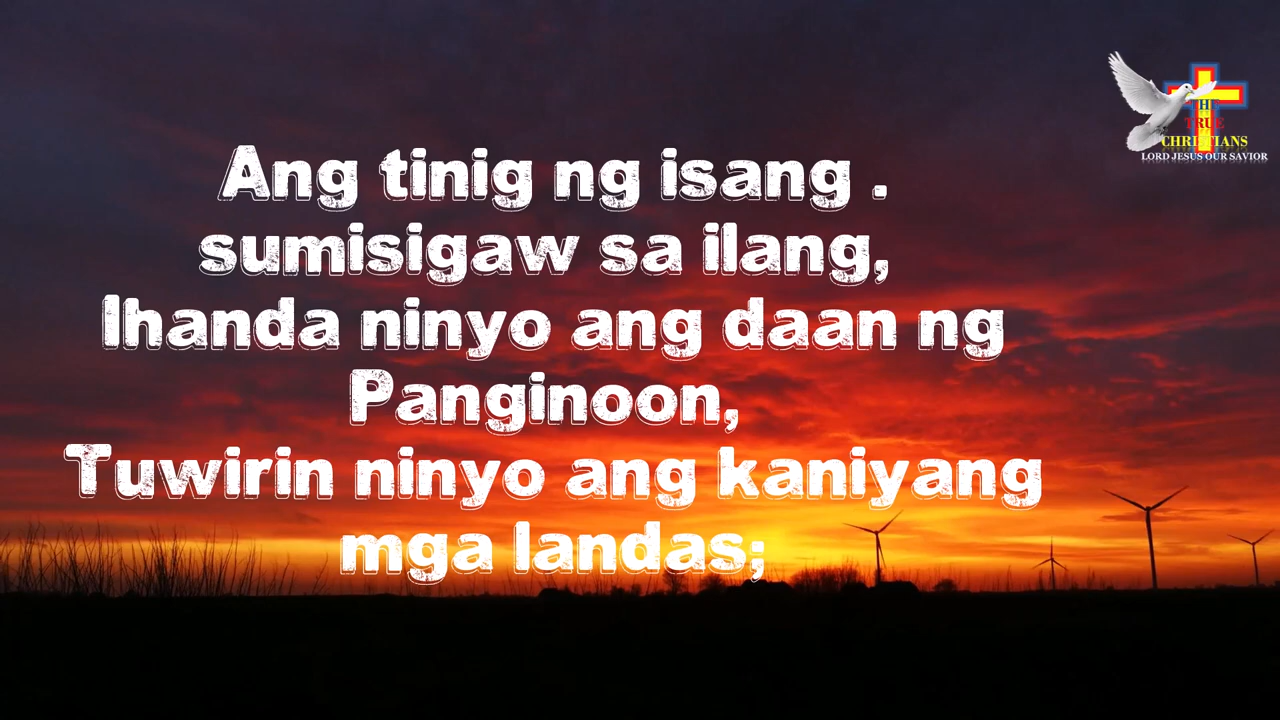 Ang tinig ng isang .
sumisigaw sa ilang,
Ihanda ninyo ang daan ng
Panginoon,
Tuwirin ninyo ang kaniyang
mga landas;
THE
TRUE
CHRISTIANS
LORD JESUS OUR SAVIOR